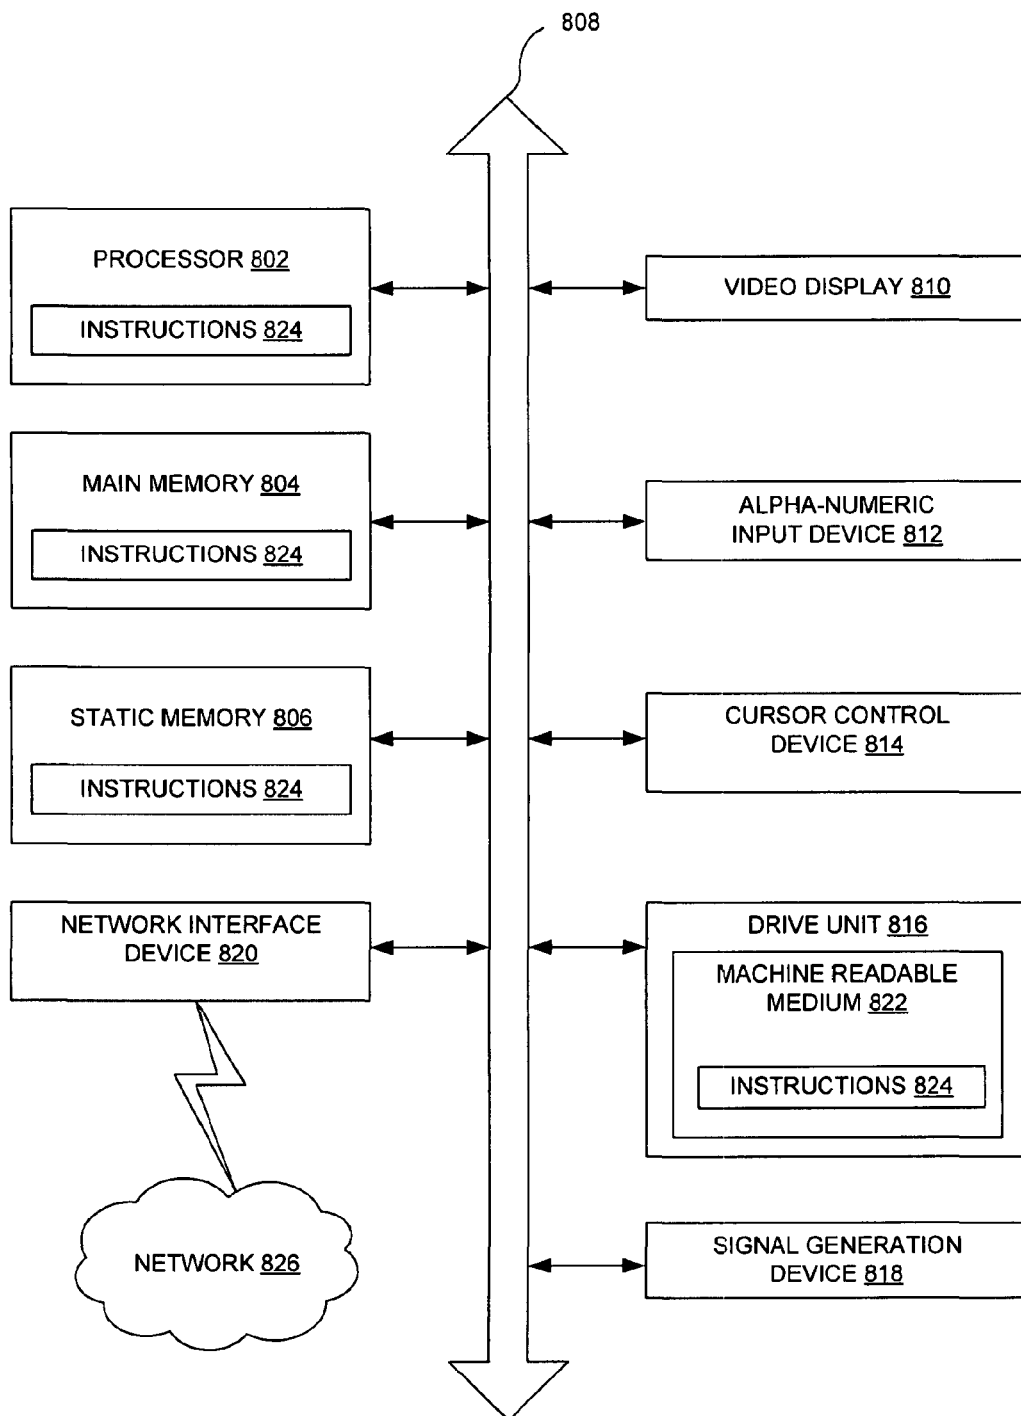 808
PROCESSOR 802
INSTRUCTIONS 824
MAIN MEMORY 804
INSTRUCTIONS 824
STATIC MEMORY 806
INSTRUCTIONS 824
NETWORK INTERFACE
DEVICE 820
NETWORK 826
VIDEO DISPLAY 810
ALPHA-NUMERIC
INPUT DEVICE 812
CURSOR CONTROL
DEVICE 814
DRIVE UNIT 816
MACHINE READABLE
MEDIUM 822
INSTRUCTIONS 824
SIGNAL GENERATION
DEVICE 818